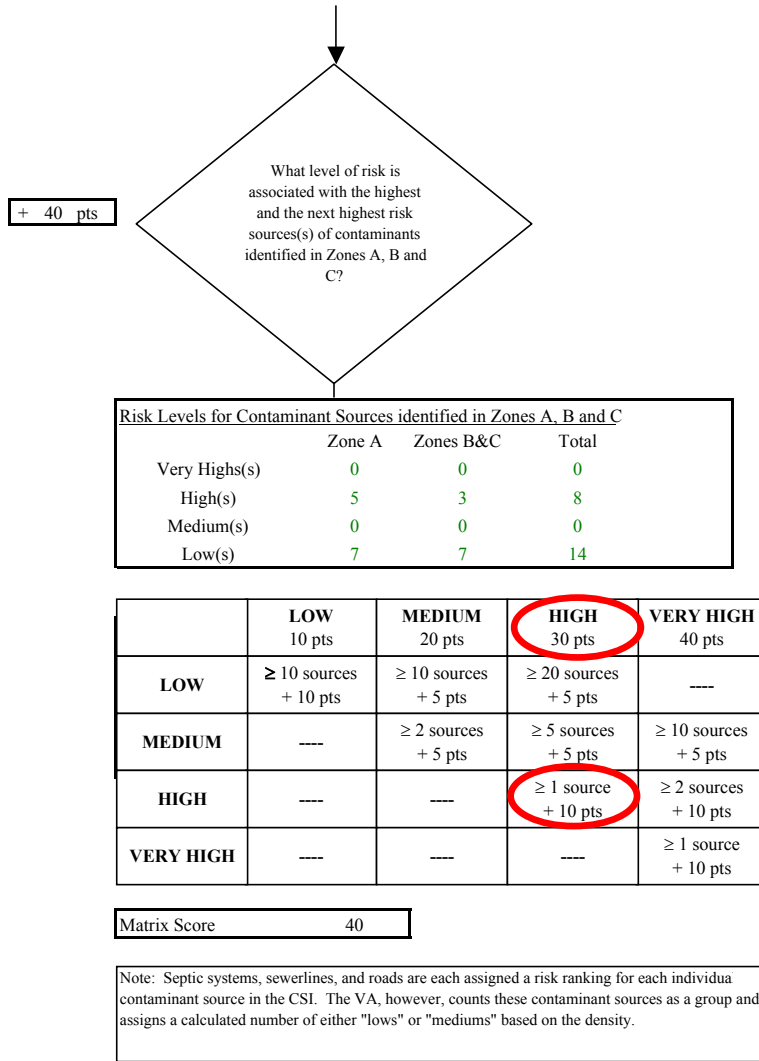 What level of risk is
associated with the highest
and the next highest risk
sources(s) of contaminants
identified in Zones A, B and
C?
+ 40 pts
Risk Levels for Contaminant Sources identified in Zones A, B and C
Zone A Zones B&C Total
Very Highs(s) 0 0 0
High(s) 5 3 8
Medium(s) 0 0 0
Low(s) 7 7 14
LOW MEDIUM HIGH VERY HIGH
10 pts 20 pts 30 pts 40 pts
LOW ≥ 10 sources ≥ 10 sources ≥ 20 sources ----
+ 10 pts + 5 pts + 5 pts
MEDIUM ---- ≥ 2 sources ≥ 5 sources ≥ 10 sources
+ 5 pts + 5 pts + 5 pts
HIGH ---- ---- ≥ 1 source ≥ 2 sources
+ 10 pts + 10 pts
VERY HIGH ---- ---- ---- ≥ 1 source
+ 10 pts
Matrix Score 40
Note: Septic systems, sewerlines, and roads are each assigned a risk ranking for each individua
contaminant source in the CSI. The VA, however, counts these contaminant sources as a group and
assigns a calculated number of either "lows" or "mediums" based on the density.